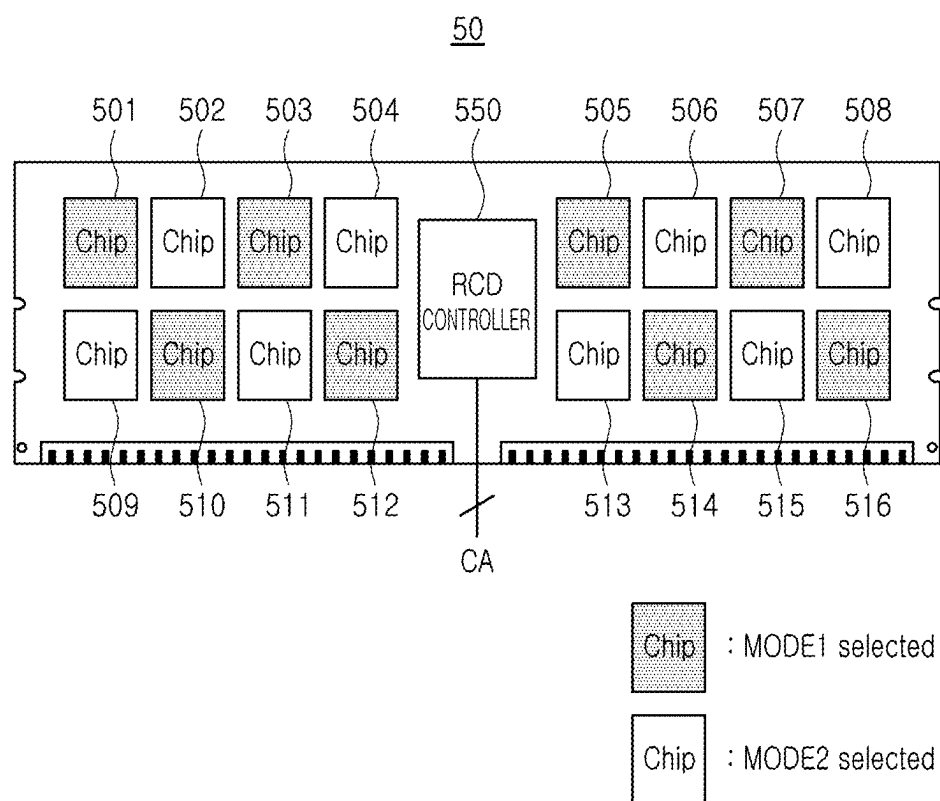 50
501 502 503 504 550 505 506 507 508
Chip Chip Chip Chip Chip Chip Chip Chip
RCD
CONTROLLER
Chip Chip Chip Chip Chip Chip Chip Chip
509 510 511 512 513 514 515 516
CA
Chip : MODE1 selected
Chip : MODE2 selected